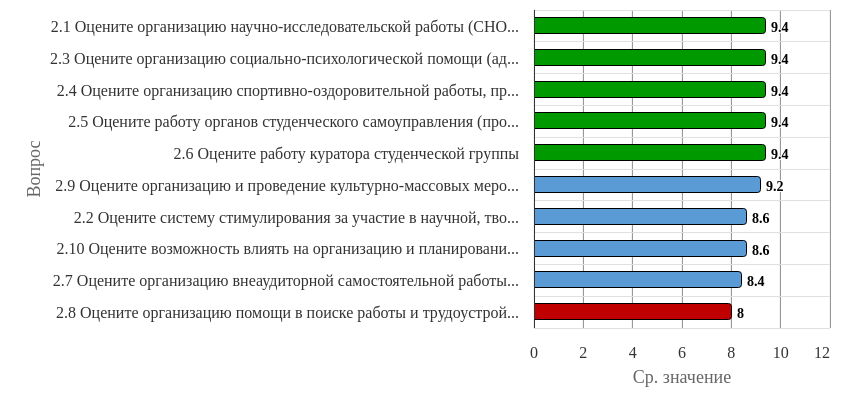 2.1 Оцените организацию научно-исследовательской работы (СНО... 9.4
2.3 Оцените организацию социально-психологической помощи (ад... 9.4
2.4 Оцените организацию спортивно-оздоровительной работы, пр... 9.4
2.5 Оцените работу органов студенческого самоуправления (про... 9.4
2.6 Оцените работу куратора студенческой группы 9.4
2.9 Оцените организацию и проведение культурно-массовых меро... 9.2
2.2 Оцените систему стимулирования за участие в научной, тво... 8.6
2.10 Оцените возможность влиять на организацию и планировани... 8.6
2.7 Оцените организацию внеаудиторной самостоятельной работы... 8.4
2.8 Оцените организацию помощи в поиске работы и трудоустрой... 8
Вопрос
0 2 4 6 8 10 12
Ср. значение